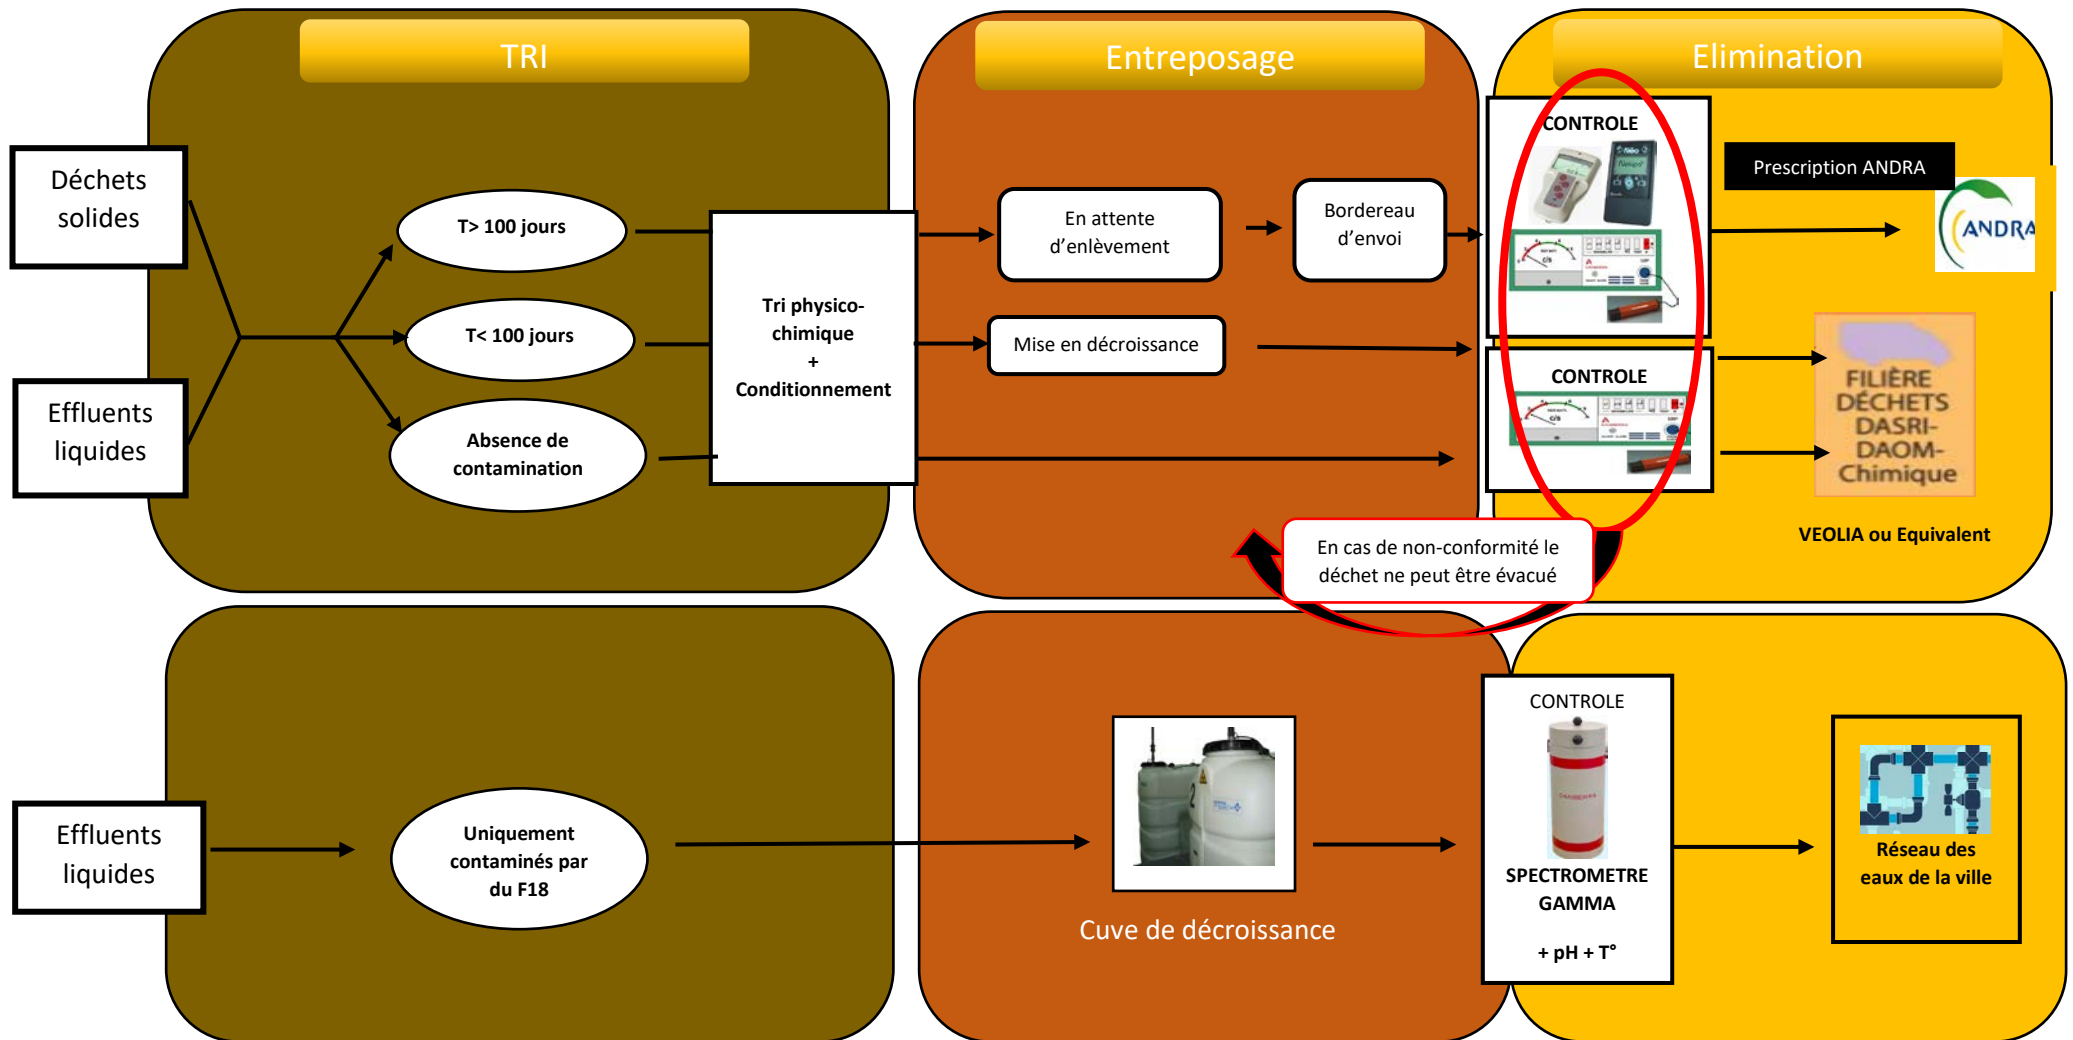 TRI
Entreposage
Elimination
Déchets
solides
Effluents
liquides
T> 100 jours
T< 100 jours
Absence de
contamination
Tri physico-
chimique
+
Conditionnement
En attente
d’enlèvement
Bordereau
d’envoi
Mise en décroissance
CONTROLE
c/s
CONTROLE
c/s
Prescription ANDRA
ANDRA
FILIÈRE
DÉCHETS
DASRI-
DAOM-
Chimique
VEOLIA ou Equivalent
En cas de non-conformité le
déchet ne peut être évacué
Effluents
liquides
Uniquement
contaminés par
du F18
2
Cuve de décroissance
CONTROLE
CANBERRA
SPECTROMETRE
GAMMA
+ pH + T°
Réseau des
eaux de la ville